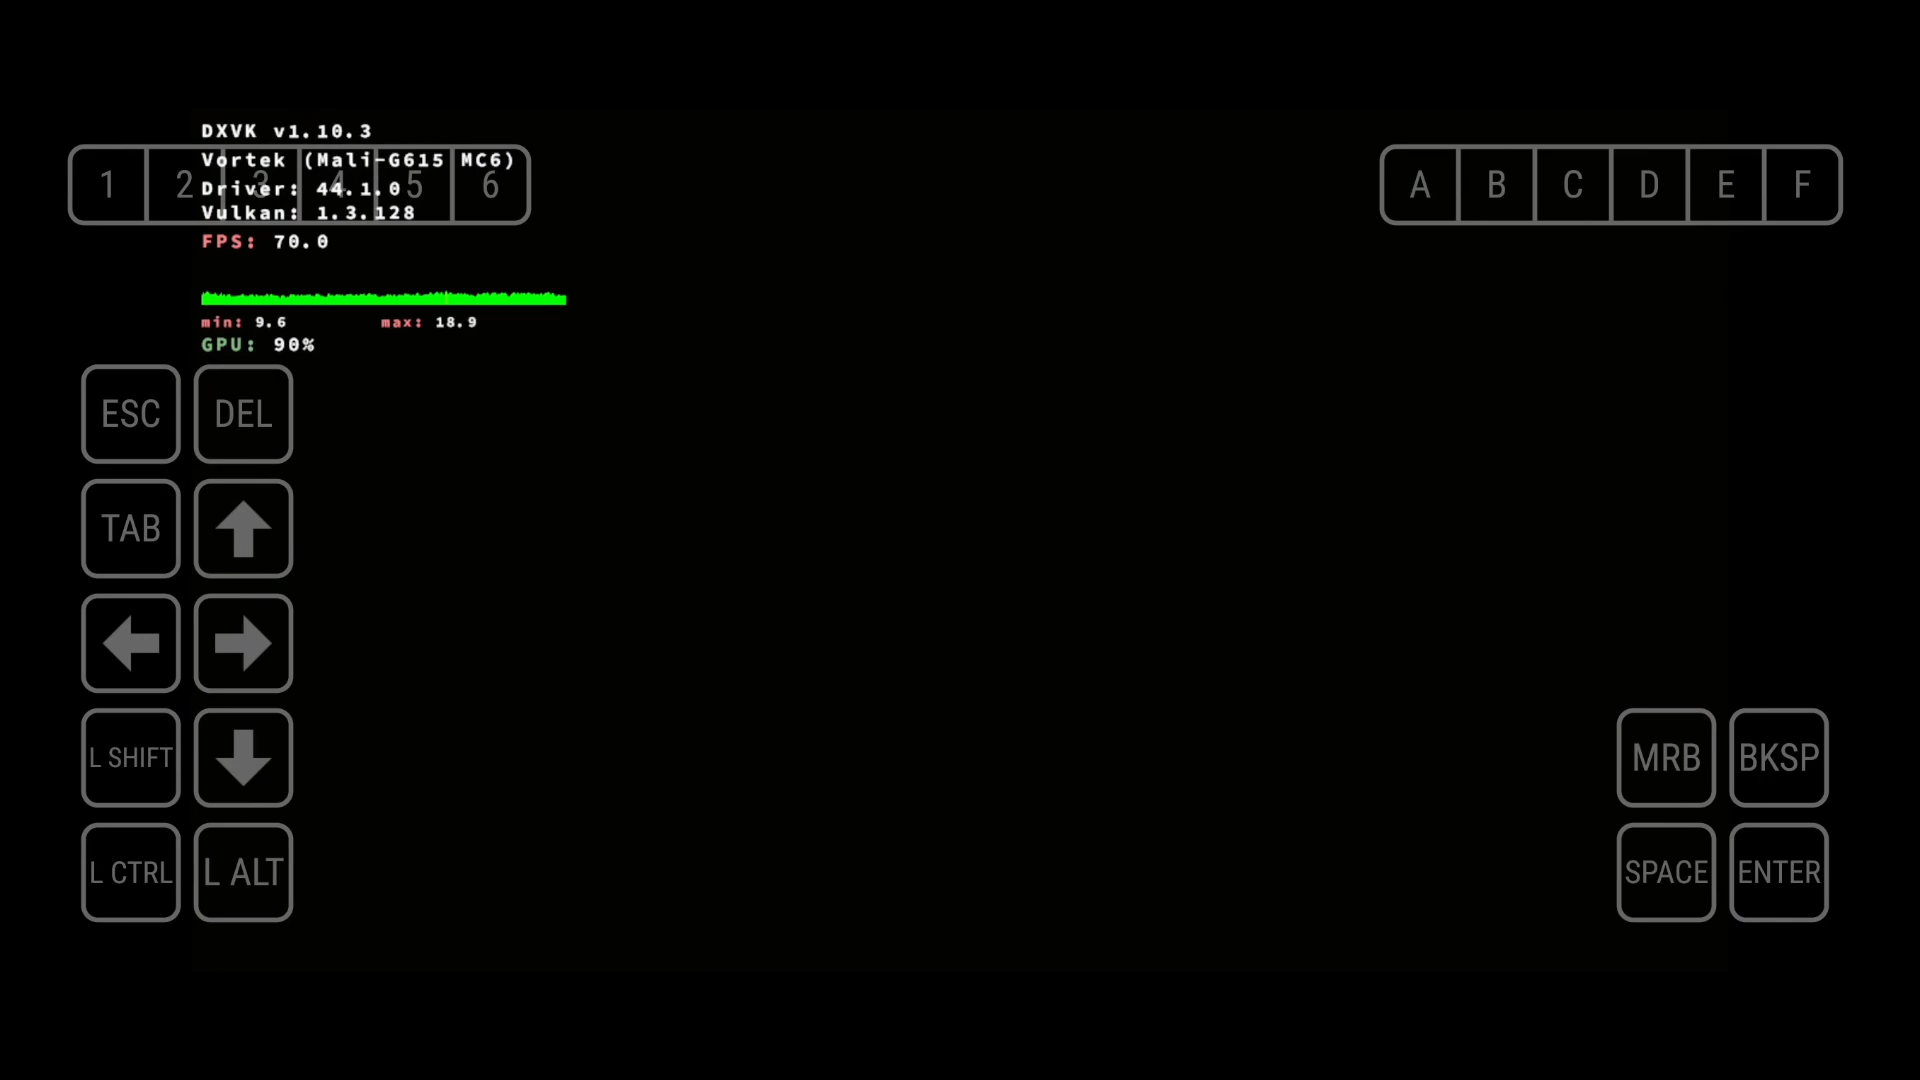 DXVK v1.10.3
Vortek (Mali-G615 MC6)
1 2 3 4 5 6
A B C D E F
Driver: 44.1.0
Vulkan: 1.3.128
FPS: 70.0
min: 9.6 max: 18.9
GPU: 90%
ESC DEL
TAB
L SHIFT
MRB BKSP
L CTRL L ALT
SPACE ENTER